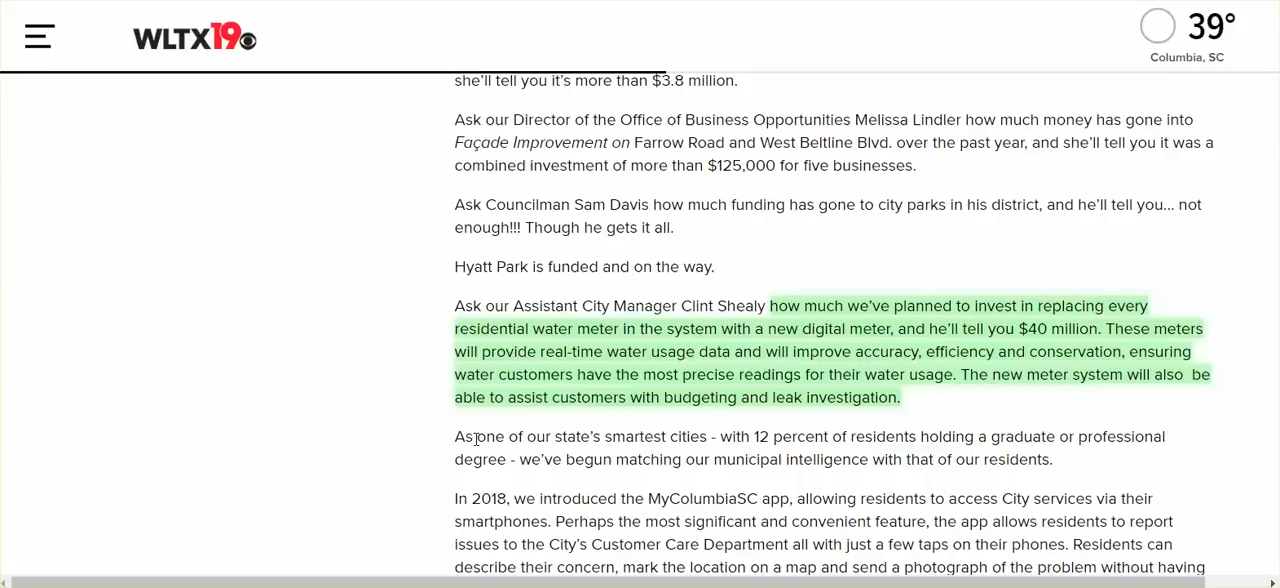 WLTX19
39°
Columbia, SC
she’ll tell you it’s more than $3.8 million.
Ask our Director of the Office of Business Opportunities Melissa Lindler how much money has gone into
Façade Improvement on Farrow Road and West Beltline Blvd. over the past year, and she’ll tell you it was a
combined investment of more than $125,000 for five businesses.
Ask Councilman Sam Davis how much funding has gone to city parks in his district, and he’ll tell you... not
enough!!! Though he gets it all.
Hyatt Park is funded and on the way.
Ask our Assistant City Manager Clint Shealy how much we’ve planned to invest in replacing every
residential water meter in the system with a new digital meter, and he’ll tell you $40 million. These meters
will provide real-time water usage data and will improve accuracy, efficiency and conservation, ensuring
water customers have the most precise readings for their water usage. The new meter system will also be
able to assist customers with budgeting and leak investigation.
As one of our state’s smartest cities - with 12 percent of residents holding a graduate or professional
degree - we’ve begun matching our municipal intelligence with that of our residents.
In 2018, we introduced the MyColumbiaSC app, allowing residents to access City services via their
smartphones. Perhaps the most significant and convenient feature, the app allows residents to report
issues to the City’s Customer Care Department all with just a few taps on their phones. Residents can
describe their concern, mark the location on a map and send a photograph of the problem without having